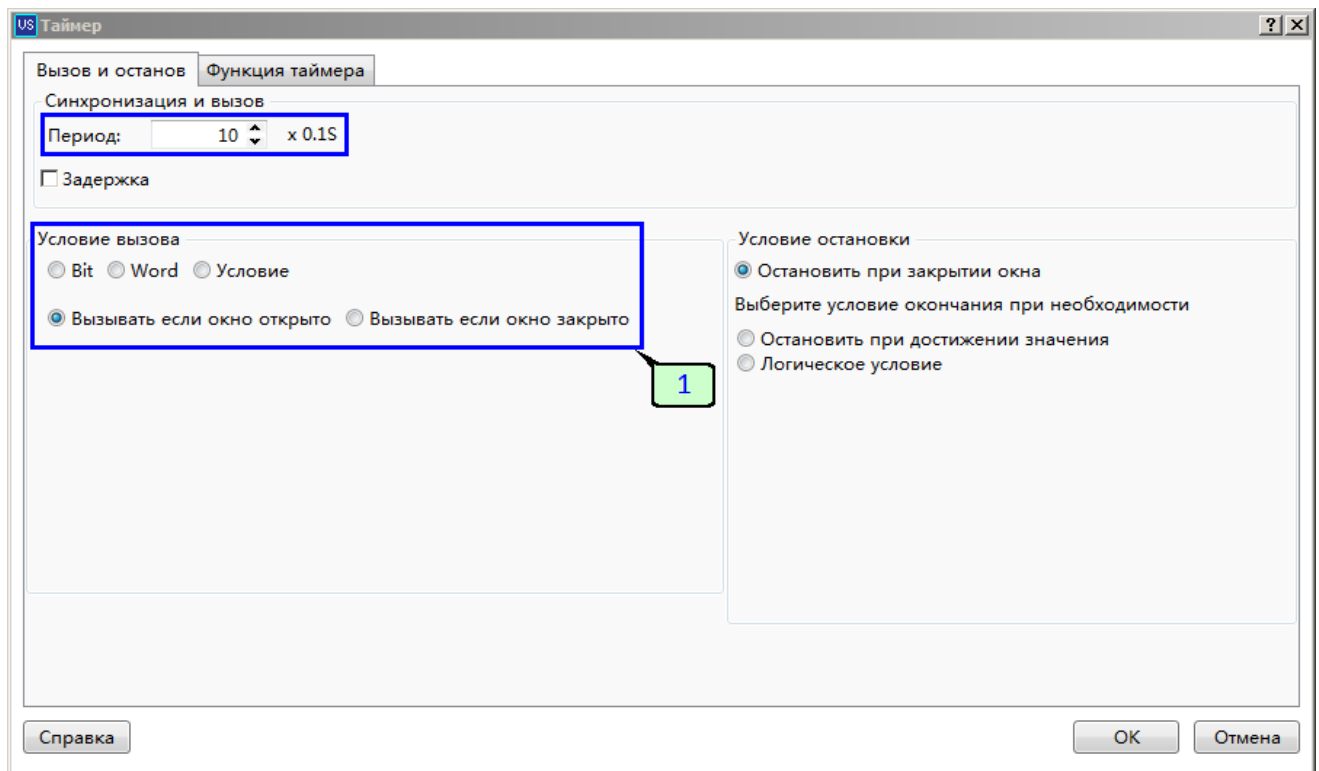 US Таймер
Вызов и останов Функция таймера
Синхронизация и вызов
Период: 10 x 0.1S
Задержка
Условие вызова
Bit Word Условие
Вызывать если окно открыто Вызывать если окно закрыто
1
Условие остановки
Остановить при закрытии окна
Выберите условие окончания при необходимости
Остановить при достижении значения
Логическое условие
Справка OK Отмена